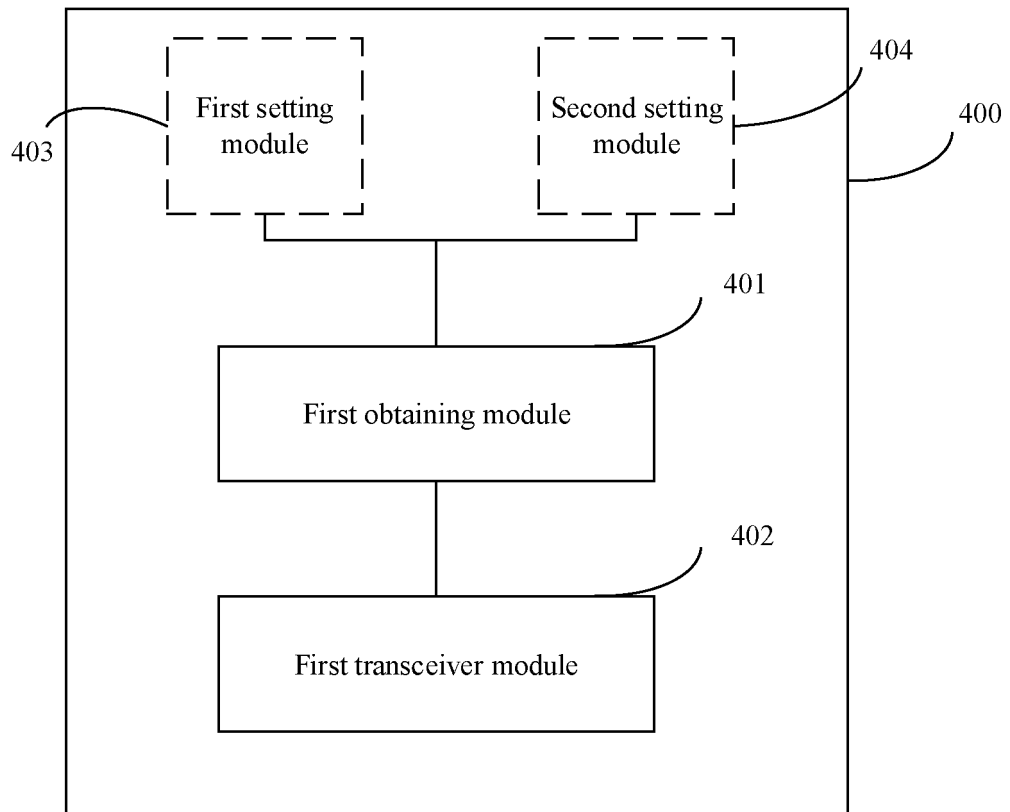 First setting
module
Second setting
module
404
400
403
401
First obtaining module
402
First transceiver module